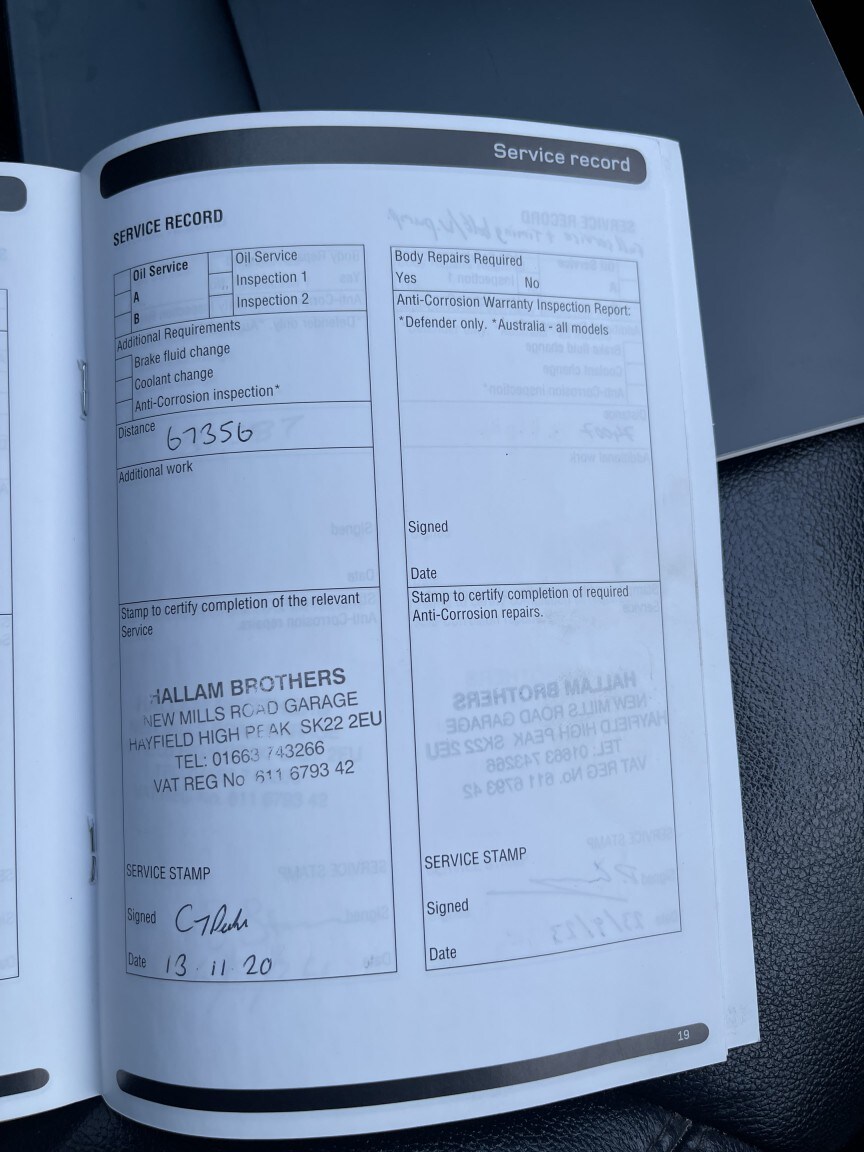 Service record
SERVICE RECORD
Oil Service
A
B
Oil Service
Inspection 1
Inspection 2
Additional Requirements
Brake fluid change
Coolant change
Anti-Corrosion inspection*
Distance 67356
Additional work
Stamp to certify completion of the relevant
Service
HALLAM BROTHERS
NEW MILLS ROAD GARAGE
HAYFIELD HIGH PEAK SK22 2EU
TEL: 01663 743266
VAT REG No 611 6793 42
SERVICE STAMP
Signed
Date 13.11.20
Body Repairs Required
Yes No
Anti-Corrosion Warranty Inspection Report:
*Defender only. *Australia - all models
Signed
Date
Stamp to certify completion of required
Anti-Corrosion repairs.
SERVICE STAMP
Signed
Date
19